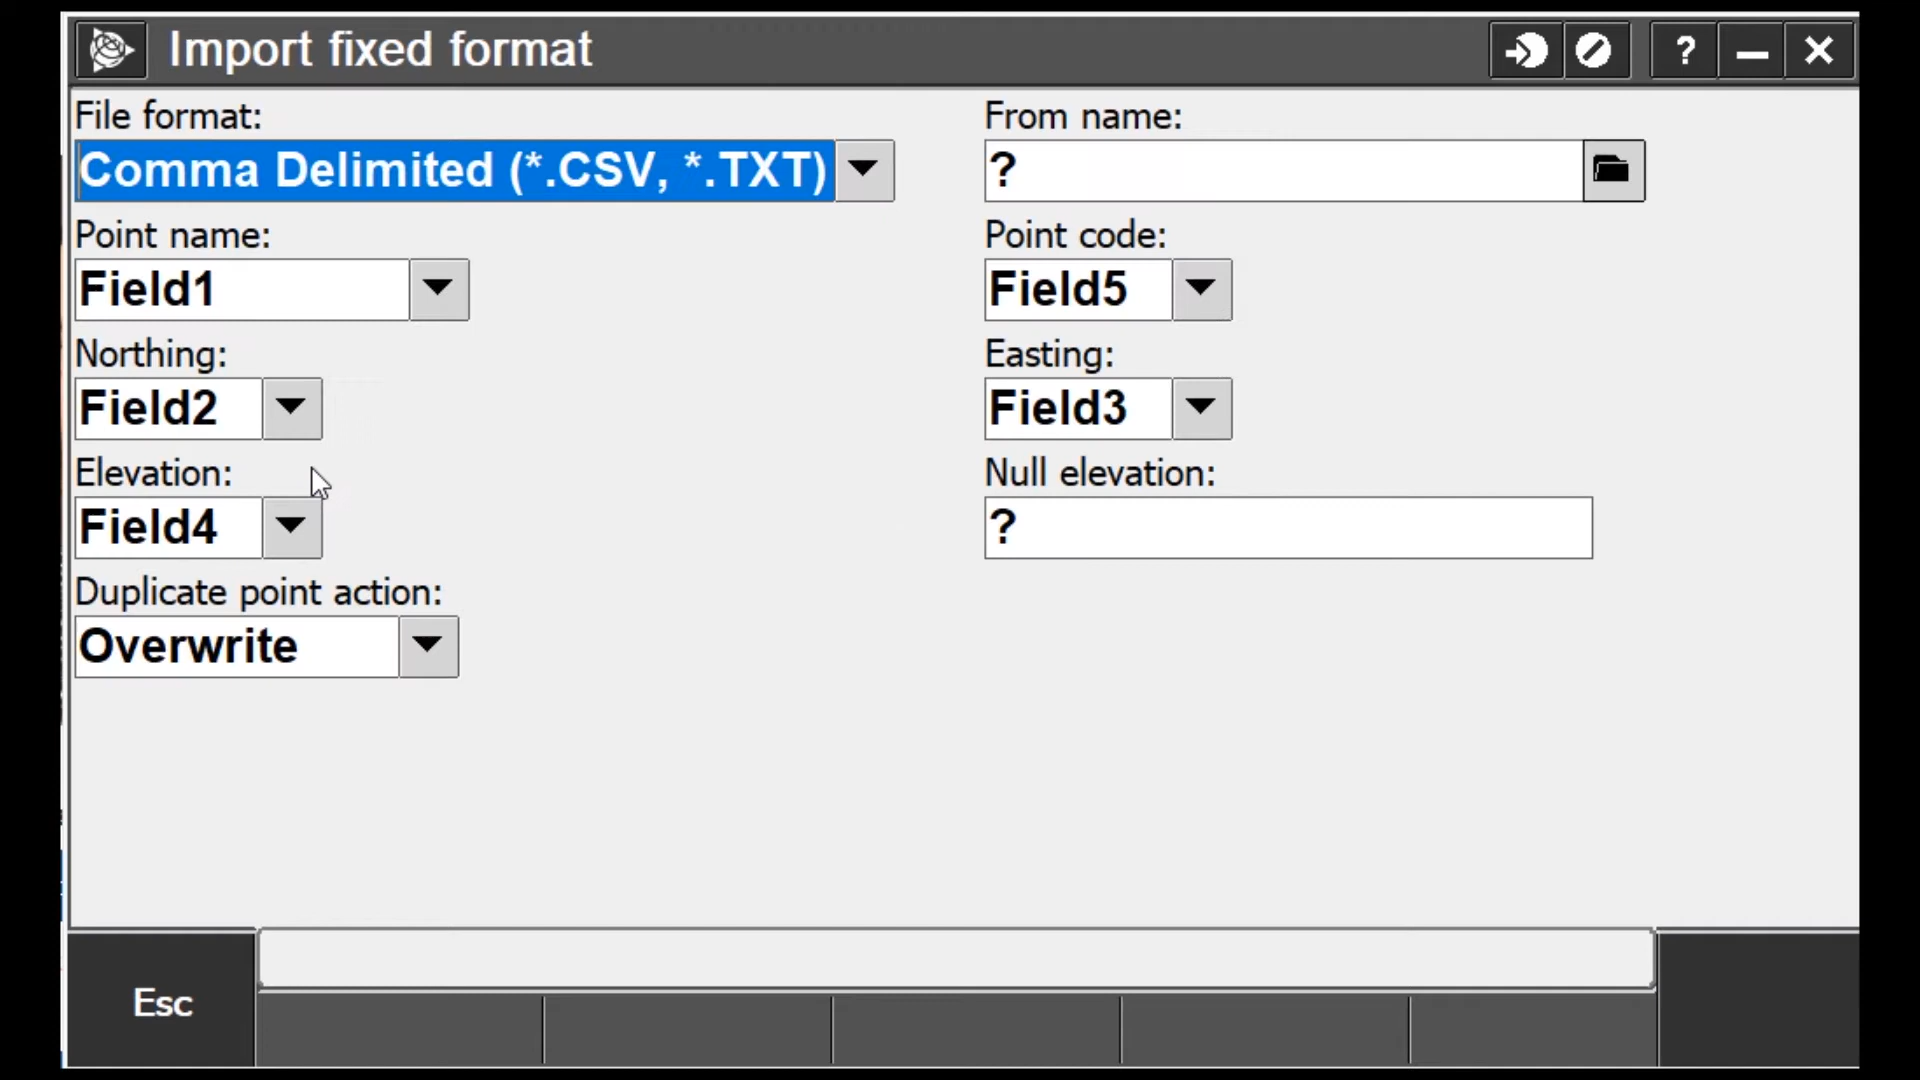 Import fixed format
?
File format:
From name:
Comma Delimited (*.CSV, *.TXT)
?
Point name:
Point code:
Field1
Field5
Northing:
Easting:
Field2
Field3
Elevation:
Null elevation:
Field4
?
Duplicate point action:
Overwrite
Esc